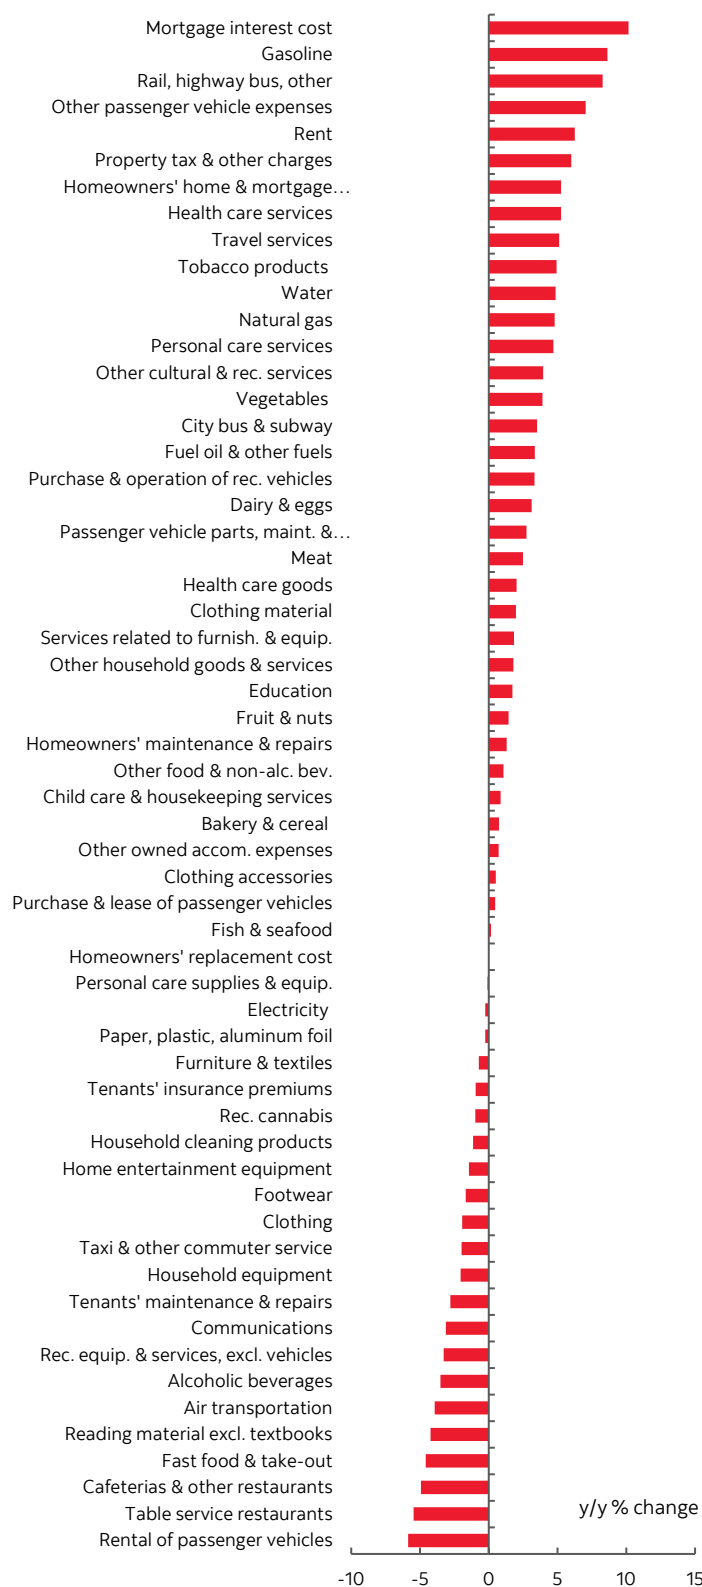 Mortgage interest cost
Gasoline
Rail, highway bus, other
Other passenger vehicle expenses
Rent
Property tax & other charges
Homeowners' home & mortgage…
Health care services
Travel services
Tobacco products
Water
Natural gas
Personal care services
Other cultural & rec. services
Vegetables
City bus & subway
Fuel oil & other fuels
Purchase & operation of rec. vehicles
Dairy & eggs
Passenger vehicle parts, maint. &…
Meat
Health care goods
Clothing material
Services related to furnish. & equip.
Other household goods & services
Education
Fruit & nuts
Homeowners' maintenance & repairs
Other food & non-alc. bev.
Child care & housekeeping services
Bakery & cereal
Other owned accom. expenses
Clothing accessories
Purchase & lease of passenger vehicles
Fish & seafood
Homeowners' replacement cost
Personal care supplies & equip.
Electricity
Paper, plastic, aluminum foil
Furniture & textiles
Tenants' insurance premiums
Rec. cannabis
Household cleaning products
Home entertainment equipment
Footwear
Clothing
Taxi & other commuter service
Household equipment
Tenants' maintenance & repairs
Communications
Rec. equip. & services, excl. vehicles
Alcoholic beverages
Air transportation
Reading material excl. textbooks
Fast food & take-out
Cafeterias & other restaurants
Table service restaurants
y/y % change
Rental of passenger vehicles
-10 -5 0 5 10 15